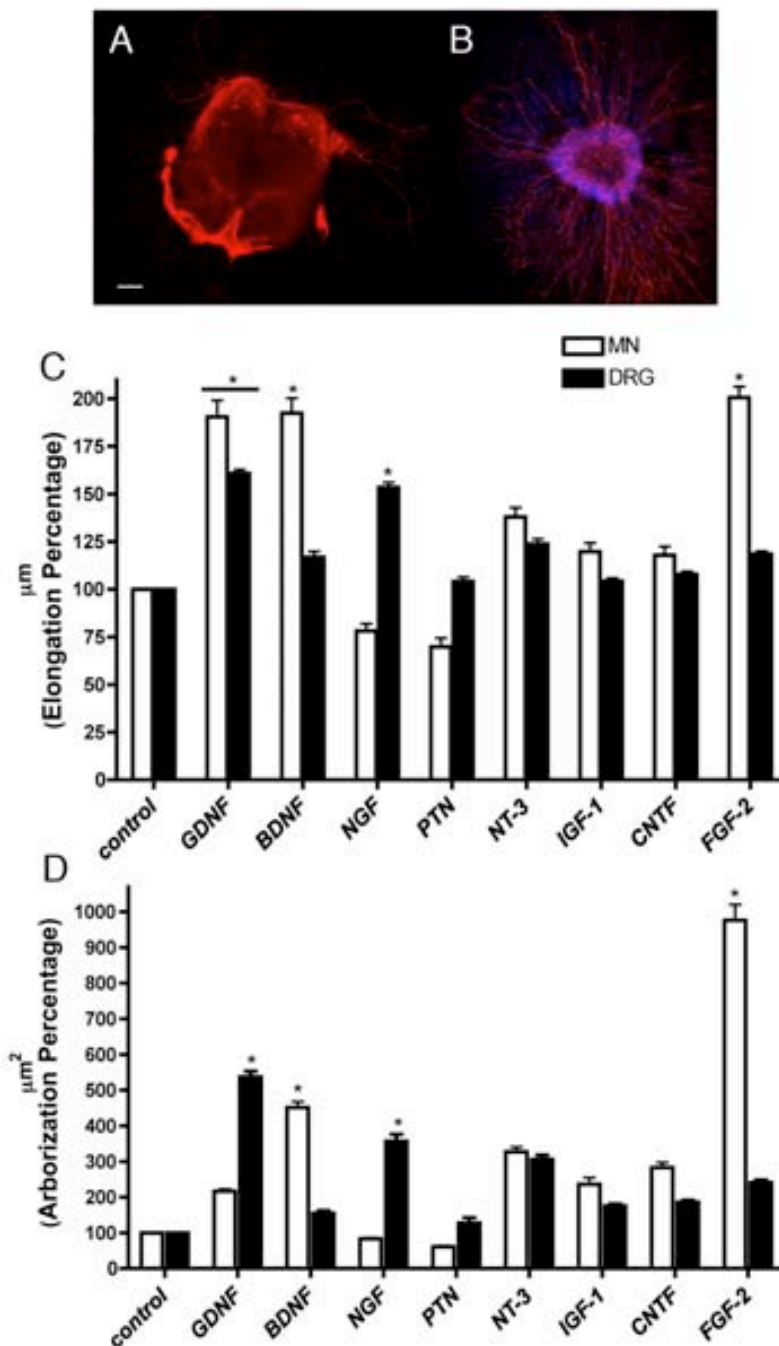 A B
MN
DRG
C
μm
(Elongation Percentage)
200
175
150
125
100
75
50
25
0
* * * *
control GDNF BDNF NGF PTN NT-3 IGF-1 CNTF FGF-2
D
μm²
(Arborization Percentage)
1000
900
800
700
600
500
400
300
200
100
0
* * * *
control GDNF BDNF NGF PTN NT-3 IGF-1 CNTF FGF-2